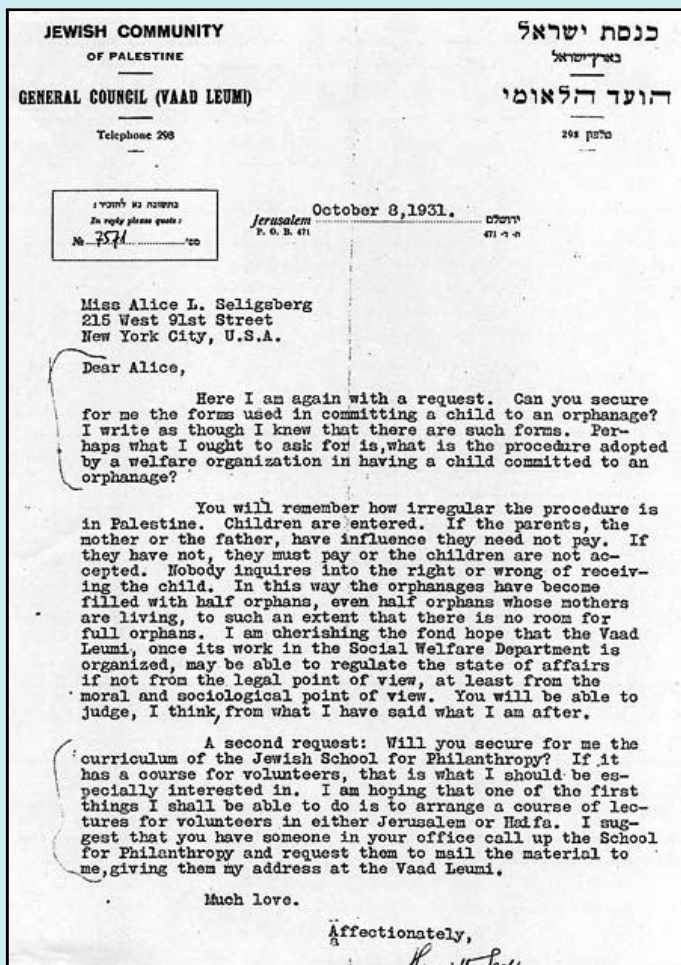 JEWISH COMMUNITY
OF PALESTINE
GENERAL COUNCIL (VAAD LEUMI)
Telephone 298
כנסת ישראל
בארץ־ישראל
הועד הלאומי
טלפון 298
בתשובה נא להזכיר:
In reply please quote:
№ 7571 מס׳
Jerusalem October 8,1931. ירושלם
P. O. B. 471 ת. ד. 471
Miss Alice L. Seligsberg
215 West 91st Street
New York City, U.S.A.
Dear Alice,
Here I am again with a request. Can you secure
for me the forms used in committing a child to an orphanage?
I write as though I knew that there are such forms. Per-
haps what I ought to ask for is,what is the procedure adopted
by a welfare organization in having a child committed to an
orphanage?
You will remember how irregular the procedure is
in Palestine. Children are entered. If the parents, the
mother or the father, have influence they need not pay. If
they have not, they must pay or the children are not ac-
cepted. Nobody inquires into the right or wrong of receiv-
ing the child. In this way the orphanages have become
filled with half orphans, even half orphans whose mothers
are living, to such an extent that there is no room for
full orphans. I am cherishing the fond hope that the Vaad
Leumi, once its work in the Social Welfare Department is
organized, may be able to regulate the state of affairs
if not from the legal point of view, at least from the
moral and sociological point of view. You will be able to
judge, I think, from what I have said what I am after.
A second request: Will you secure for me the
curriculum of the Jewish School for Philanthropy? If it
has a course for volunteers, that is what I should be es-
pecially interested in. I am hoping that one of the first
things I shall be able to do is to arrange a course of lec-
tures for volunteers in either Jerusalem or Haifa. I sug-
gest that you have someone in your office call up the School
for Philanthropy and request them to mail the material to
me,giving them my address at the Vaad Leumi.
Much love.
Affectionately,